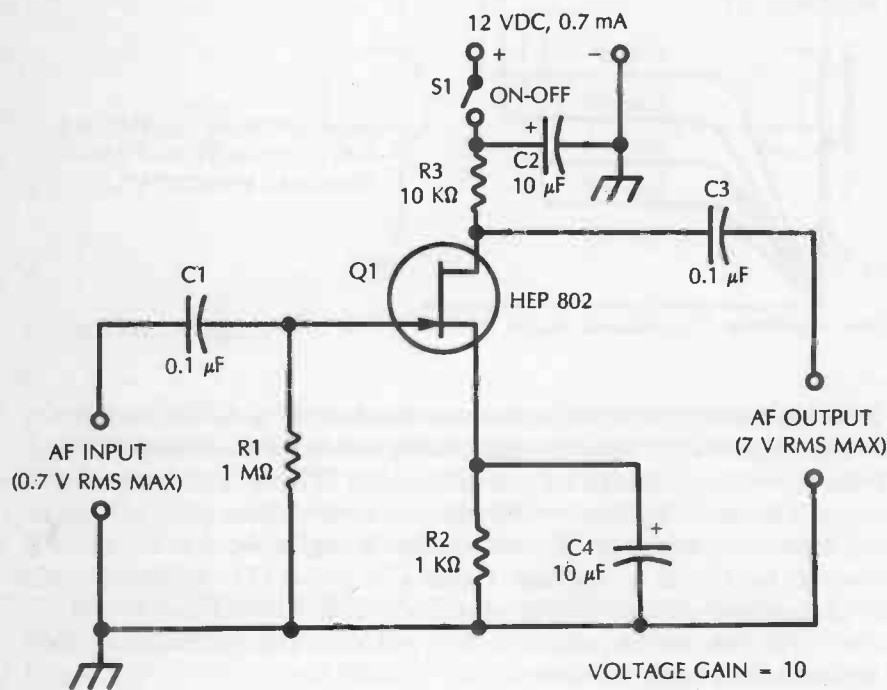 12 VDC, 0.7 mA
+
−
S1
ON-OFF
+
C2
10 µF
R3
10 KΩ
C3
0.1 µF
Q1
HEP 802
C1
0.1 µF
AF INPUT
(0.7 V RMS MAX)
R1
1 MΩ
AF OUTPUT
(7 V RMS MAX)
R2
1 KΩ
+
C4
10 µF
VOLTAGE GAIN = 10